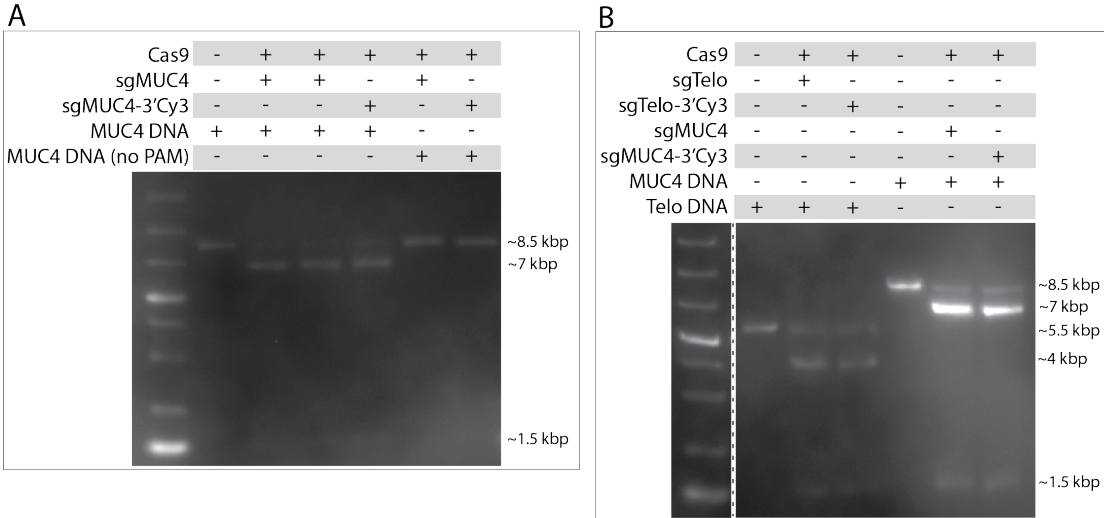 A
Cas9 - + + + + +
sgMUC4 - + + - + -
sgMUC4-3'Cy3 - - - + - +
MUC4 DNA + + + + - -
MUC4 DNA (no PAM) - - - - + +
~8.5 kbp
~7 kbp
~1.5 kbp
B
Cas9 - + + - + +
sgTelo - + - - - -
sgTelo-3'Cy3 - - + - - -
sgMUC4 - - - - + -
sgMUC4-3'Cy3 - - - - - +
MUC4 DNA - - - + + +
Telo DNA + + + - - -
~8.5 kbp
~7 kbp
~5.5 kbp
~4 kbp
~1.5 kbp